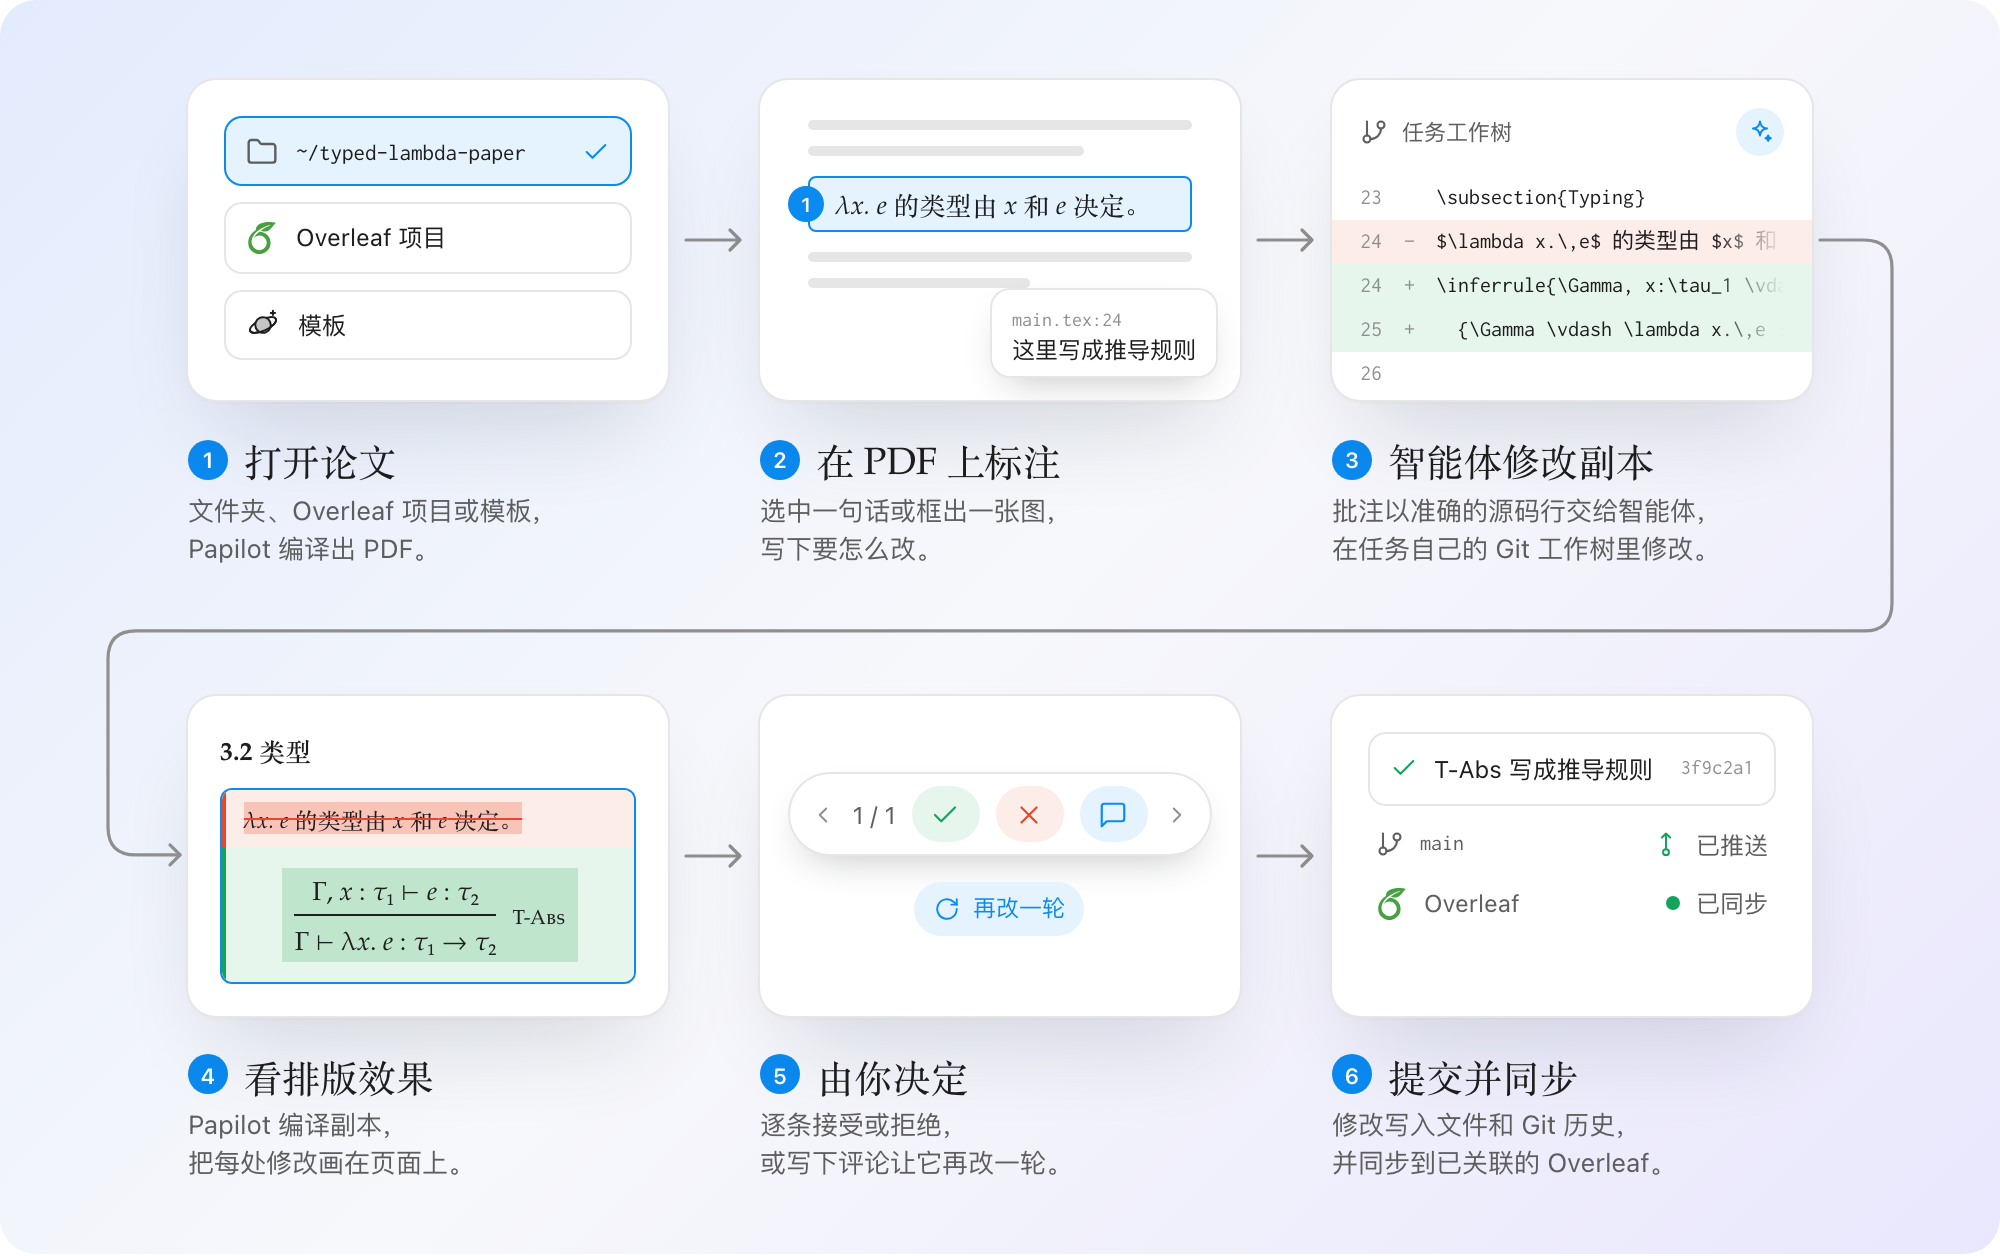 ~/typed-lambda-paper
Overleaf 项目
模板
1 打开论文
文件夹、Overleaf 项目或模板，
Papilot 编译出 PDF。
1 λx. e 的类型由 x 和 e 决定。
main.tex:24
这里写成推导规则
2 在 PDF 上标注
选中一句话或框出一张图，
写下要怎么改。
任务工作树
23 \subsection{Typing}
24 − $\lambda x.\,e$ 的类型由 $x$ 和
24 + \inferrule{\Gamma, x:\tau_1 \vda
25 + {\Gamma \vdash \lambda x.\,e
26
3 智能体修改副本
批注以准确的源码行交给智能体，
在任务自己的 Git 工作树里修改。
3.2 类型
λx. e 的类型由 x 和 e 决定。
Γ, x : τ₁ ⊢ e : τ₂
T-Abs
Γ ⊢ λx. e : τ₁ → τ₂
4 看排版效果
Papilot 编译副本，
把每处修改画在页面上。
1 / 1
再改一轮
5 由你决定
逐条接受或拒绝，
或写下评论让它再改一轮。
T-Abs 写成推导规则 3f9c2a1
main 已推送
Overleaf 已同步
6 提交并同步
修改写入文件和 Git 历史，
并同步到已关联的 Overleaf。